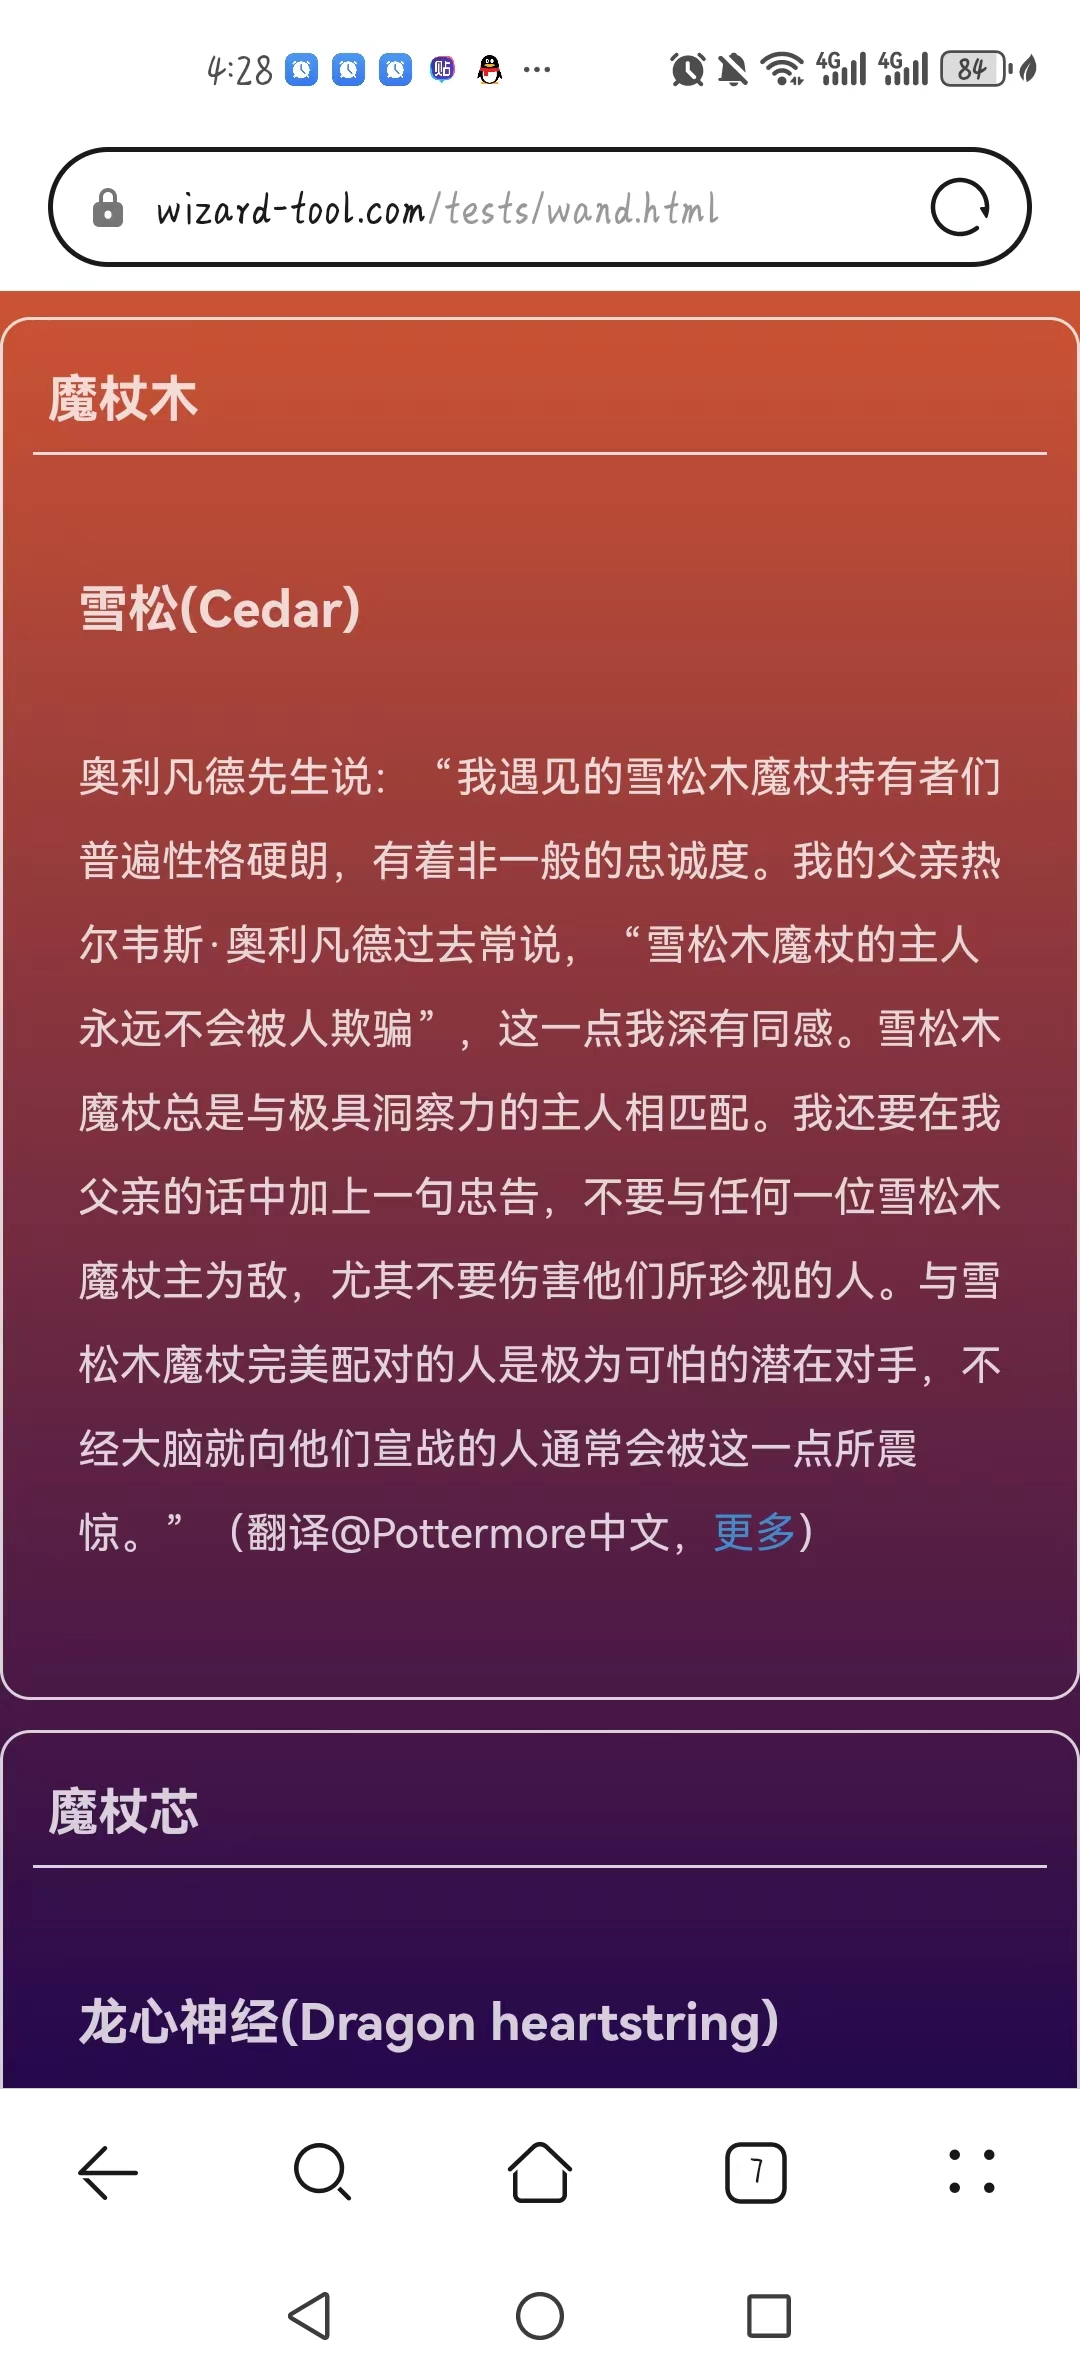 4:28 贴 ... 4G 4G 84
wizard-tool.com/tests/wand.html
魔杖木
雪松(Cedar)
奥利凡德先生说：“我遇见的雪松木魔杖持有者们
普遍性格硬朗，有着非一般的忠诚度。我的父亲热
尔韦斯·奥利凡德过去常说，“雪松木魔杖的主人
永远不会被人欺骗”，这一点我深有同感。雪松木
魔杖总是与极具洞察力的主人相匹配。我还要在我
父亲的话中加上一句忠告，不要与任何一位雪松木
魔杖主为敌，尤其不要伤害他们所珍视的人。与雪
松木魔杖完美配对的人是极为可怕的潜在对手，不
经大脑就向他们宣战的人通常会被这一点所震
惊。”（翻译@Pottermore中文，更多）
魔杖芯
龙心神经(Dragon heartstring)
7